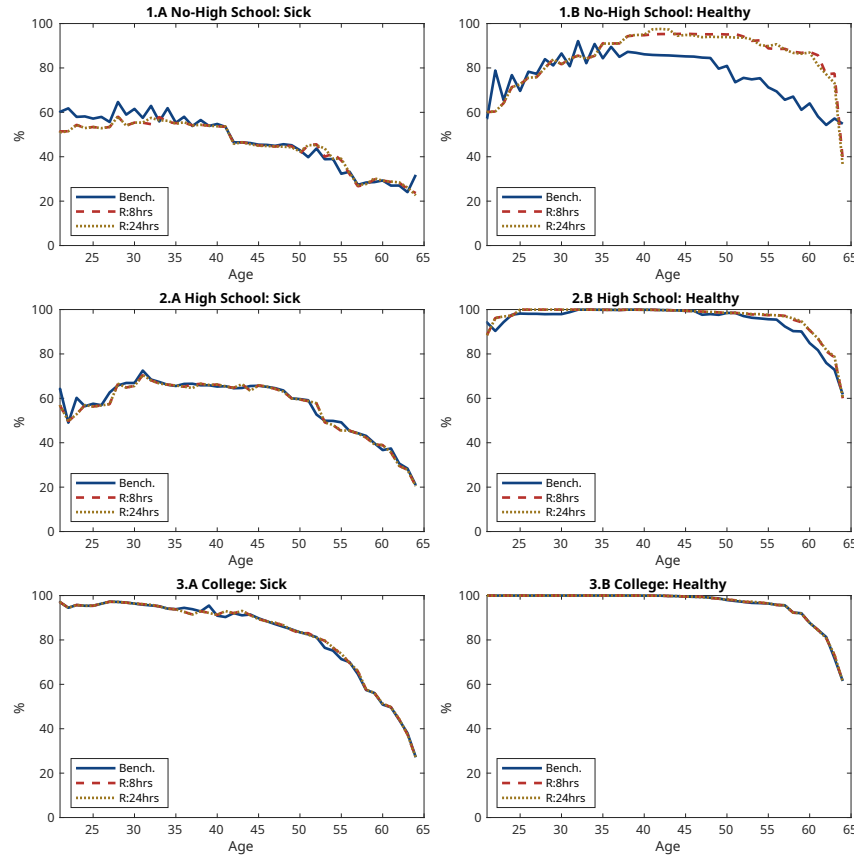 1.A No-High School: Sick
100
80
60
40
20
0
%
Bench.
R:8hrs
R:24hrs
25 30 35 40 45 50 55 60 65
Age
1.B No-High School: Healthy
100
80
60
40
20
0
%
Bench.
R:8hrs
R:24hrs
25 30 35 40 45 50 55 60 65
Age
2.A High School: Sick
100
80
60
40
20
0
%
Bench.
R:8hrs
R:24hrs
25 30 35 40 45 50 55 60 65
Age
2.B High School: Healthy
100
80
60
40
20
0
%
Bench.
R:8hrs
R:24hrs
25 30 35 40 45 50 55 60 65
Age
3.A College: Sick
100
80
60
40
20
0
%
Bench.
R:8hrs
R:24hrs
25 30 35 40 45 50 55 60 65
Age
3.B College: Healthy
100
80
60
40
20
0
%
Bench.
R:8hrs
R:24hrs
25 30 35 40 45 50 55 60 65
Age